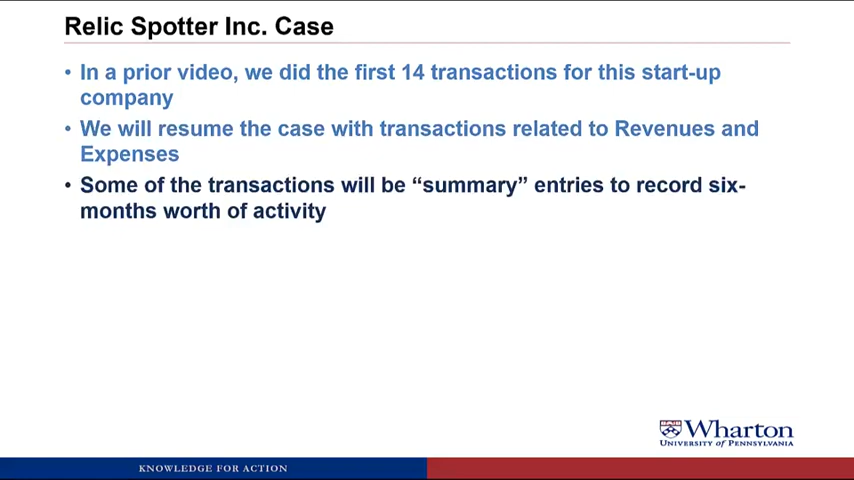 Relic Spotter Inc. Case
• In a prior video, we did the first 14 transactions for this start-up
company
• We will resume the case with transactions related to Revenues and
Expenses
• Some of the transactions will be “summary” entries to record six-
months worth of activity
Wharton
UNIVERSITY of PENNSYLVANIA
KNOWLEDGE FOR ACTION